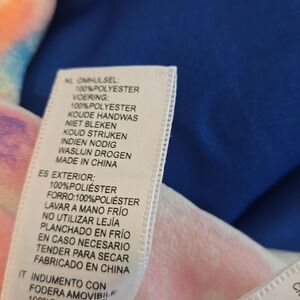 NL OMHULSEL:
100%POLYESTER
VOERING:
100%POLYESTER
KOUDE HANDWAS
NIET BLEKEN
KOUD STRIJKEN
INDIEN NODIG
WASLIJN DROGEN
MADE IN CHINA
ES EXTERIOR:
100%POLIÉSTER
FORRO:100%POLIÉSTER
LAVAR A MANO FRÍO
NO UTILIZAR LEJÍA
PLANCHADO EN FRÍO
EN CASO NECESARIO
TENDER PARA SECAR
FABRICADO EN CHINA
IT INDUMENTO CON
FODERA AMOVIBILE: